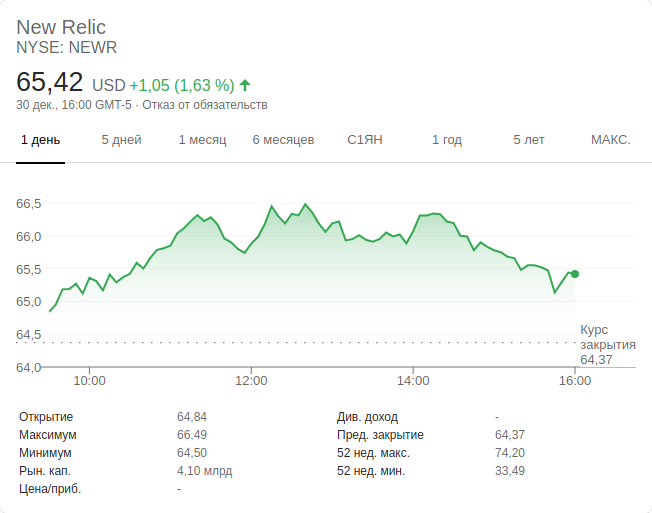 New Relic
NYSE: NEWR
65,42 USD +1,05 (1,63 %)
30 дек., 16:00 GMT-5 · Отказ от обязательств
1 день 5 дней 1 месяц 6 месяцев С1ЯН 1 год 5 лет МАКС.
66,5
66,0
65,5
65,0
64,5
64,0
Курс
закрытия
64,37
10:00 12:00 14:00 16:00
Открытие 64,84 Див. доход -
Максимум 66,49 Пред. закрытие 64,37
Минимум 64,50 52 нед. макс. 74,20
Рын. кап. 4,10 млрд 52 нед. мин. 33,49
Цена/приб. -